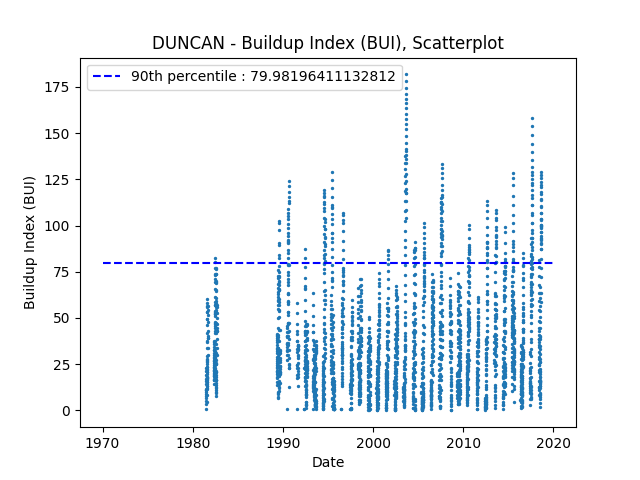 DUNCAN - Buildup Index (BUI), Scatterplot
90th percentile : 79.98196411132812
175
150
125
100
75
50
25
0
Buildup Index (BUI)
1970 1980 1990 2000 2010 2020
Date